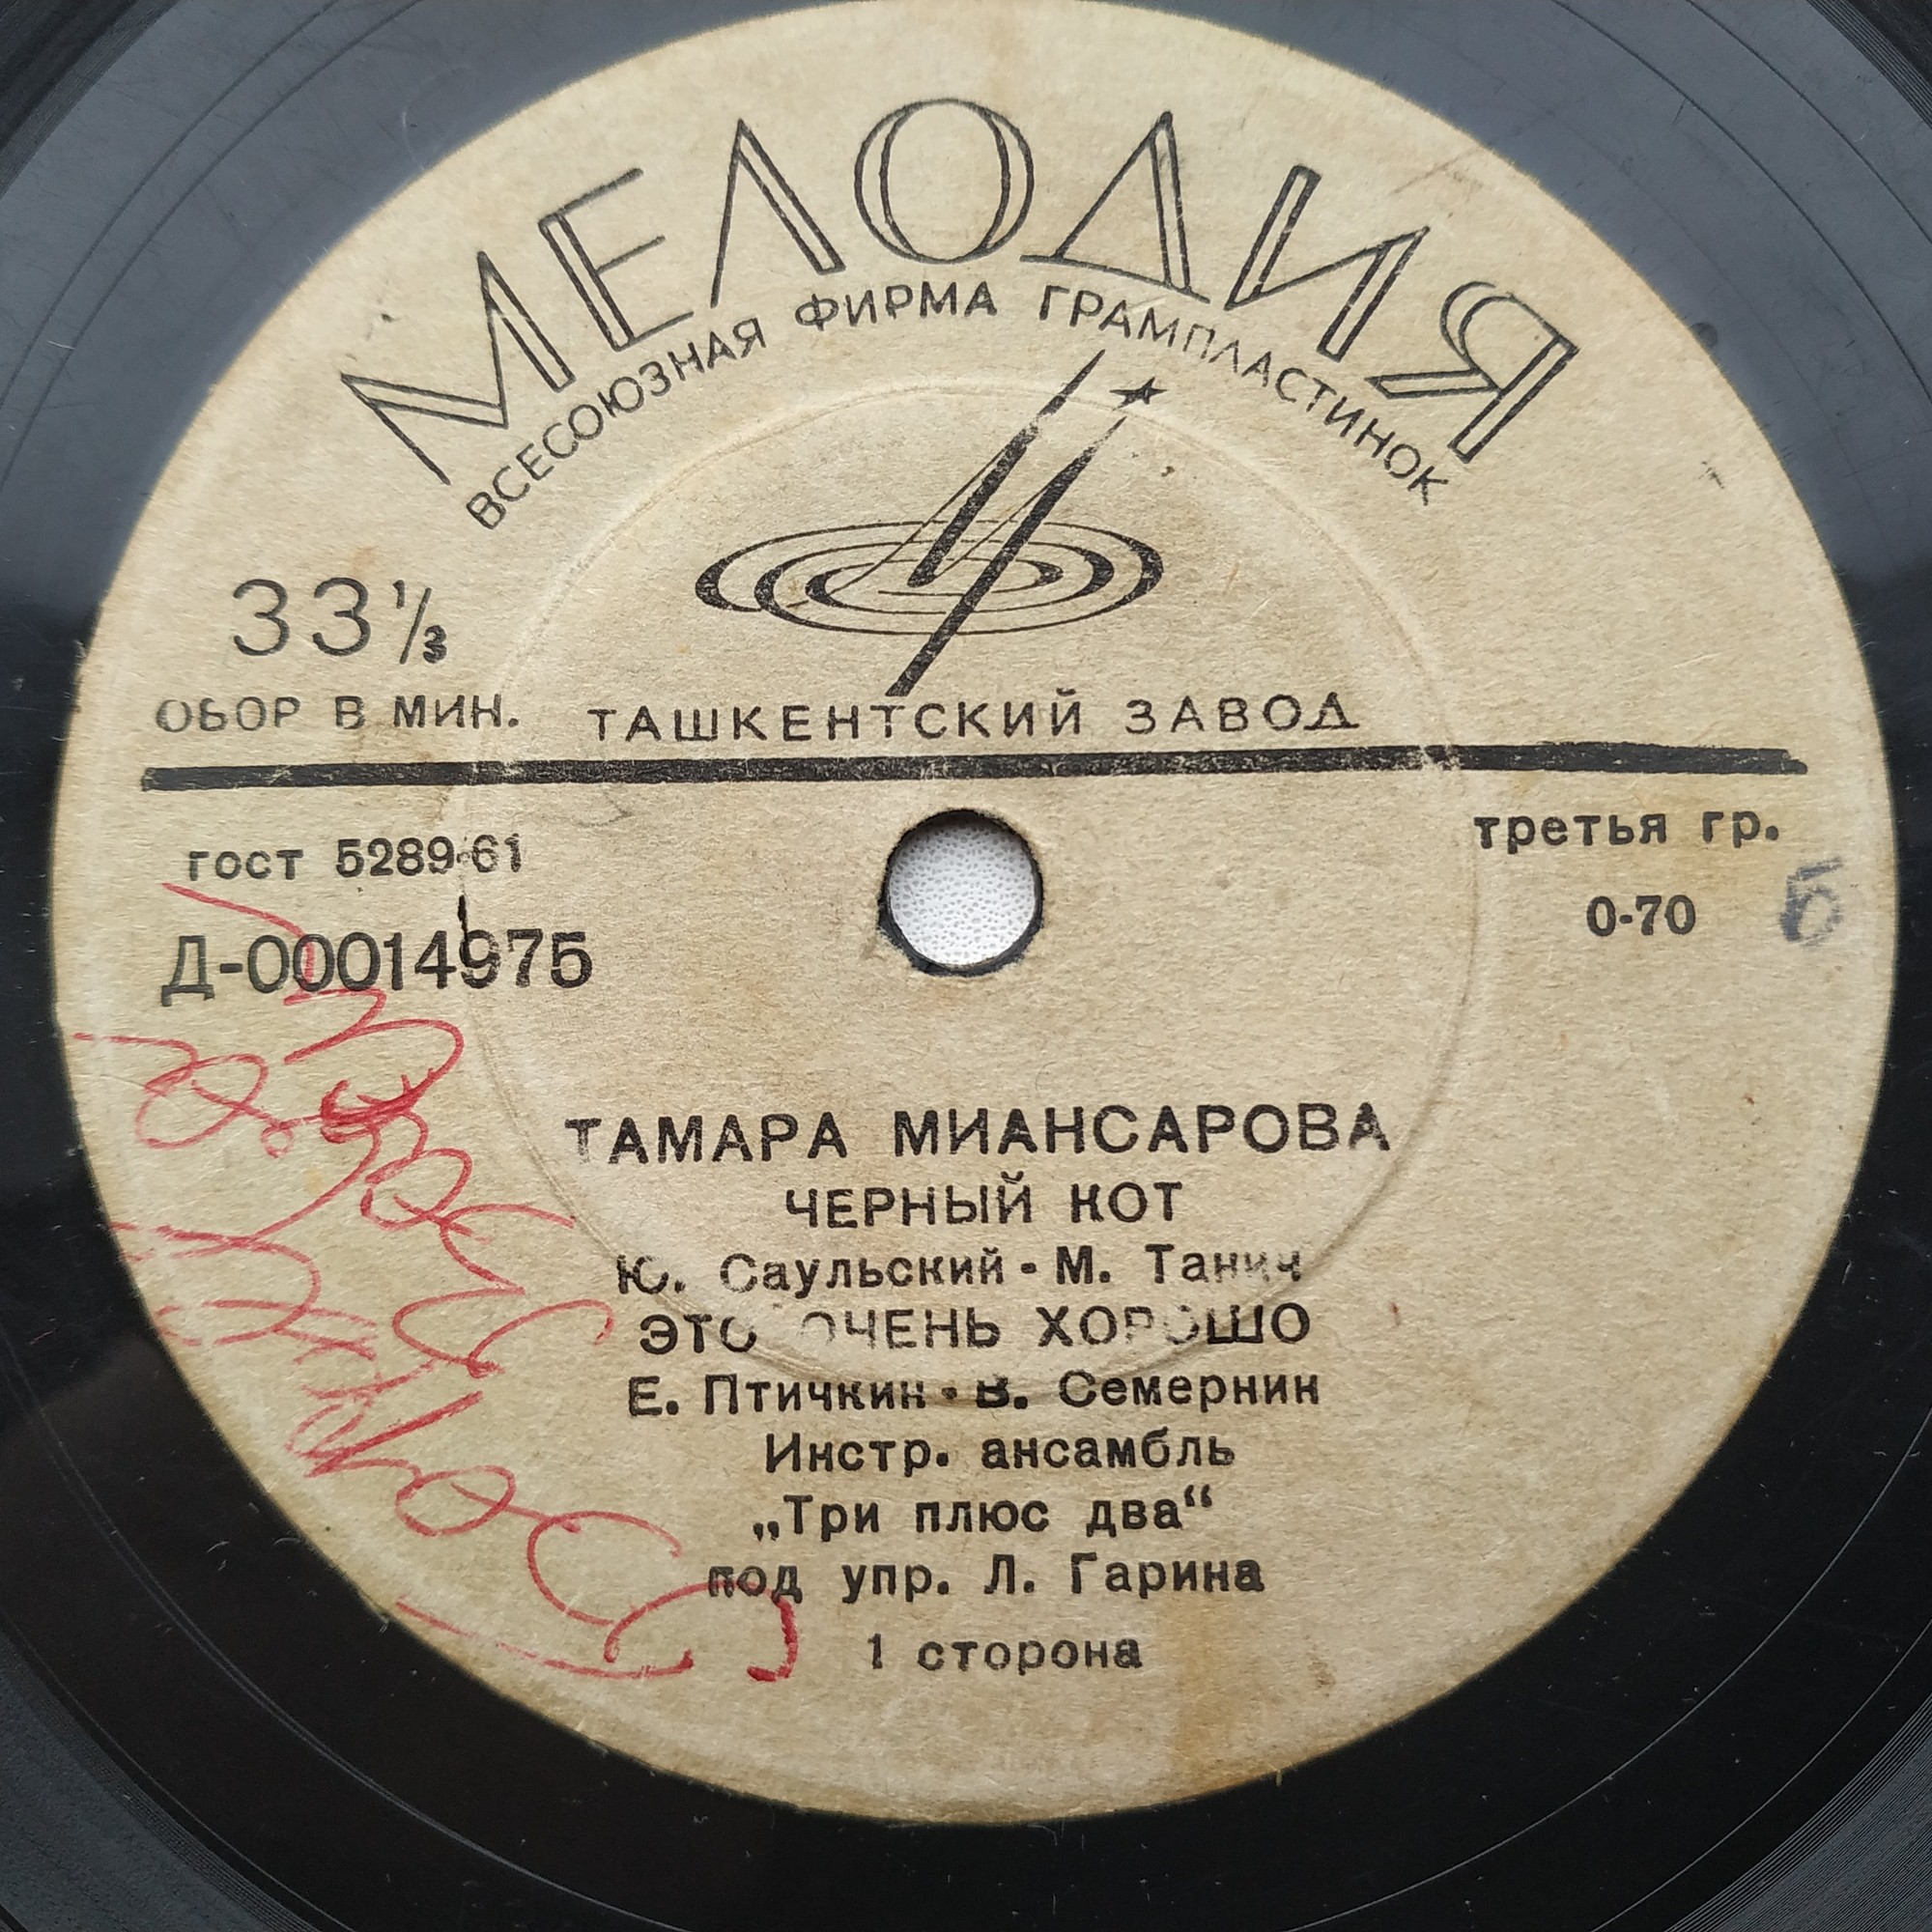 МЕЛОДИЯ
ВСЕСОЮЗНАЯ ФИРМА ГРАМПЛАСТИНОК
33⅓
ОБОР В МИН.
ТАШКЕНТСКИЙ ЗАВОД
гост 5289-61
третья гр.
Д-00014975
0-70
Б
ТАМАРА МИАНСАРОВА
ЧЕРНЫЙ КОТ
Ю. Саульский - М. Танич
ЭТО ОЧЕНЬ ХОРОШО
Е. Птичкин - В. Семернин
Инстр. ансамбль
„Три плюс два“
под упр. Л. Гарина
1 сторона